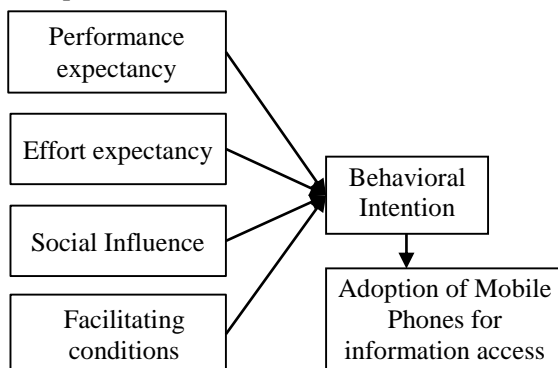 Performance
expectancy
Effort expectancy
Social Influence
Facilitating
conditions
Behavioral
Intention
Adoption of Mobile
Phones for
information access